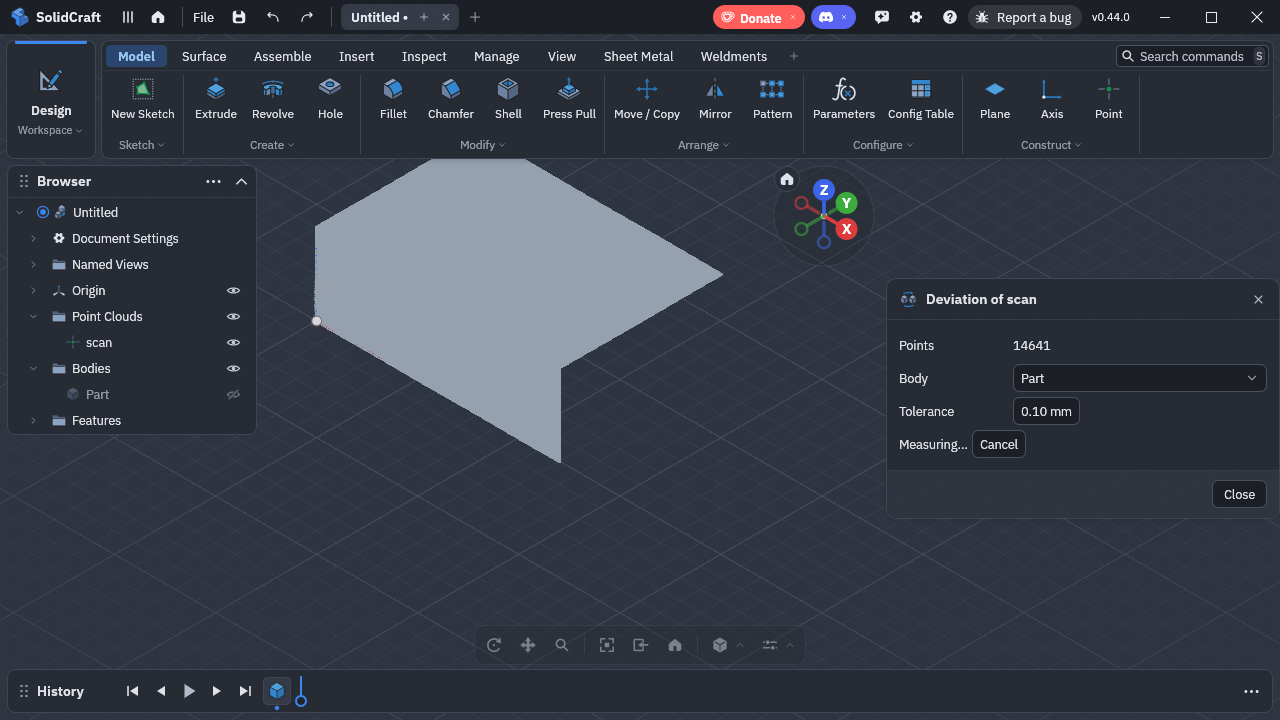 SolidCraft
File
Untitled •
Donate
Report a bug
v0.44.0
Design
Workspace
Model
Surface
Assemble
Insert
Inspect
Manage
View
Sheet Metal
Weldments
Search commands
S
New Sketch
Extrude
Revolve
Hole
Fillet
Chamfer
Shell
Press Pull
Move / Copy
Mirror
Pattern
Parameters
Config Table
Plane
Axis
Point
Sketch
Create
Modify
Arrange
Configure
Construct
Browser
Untitled
Document Settings
Named Views
Origin
Point Clouds
scan
Bodies
Part
Features
Z
Y
X
Deviation of scan
Points
14641
Body
Part
Tolerance
0.10 mm
Measuring...
Cancel
Close
History